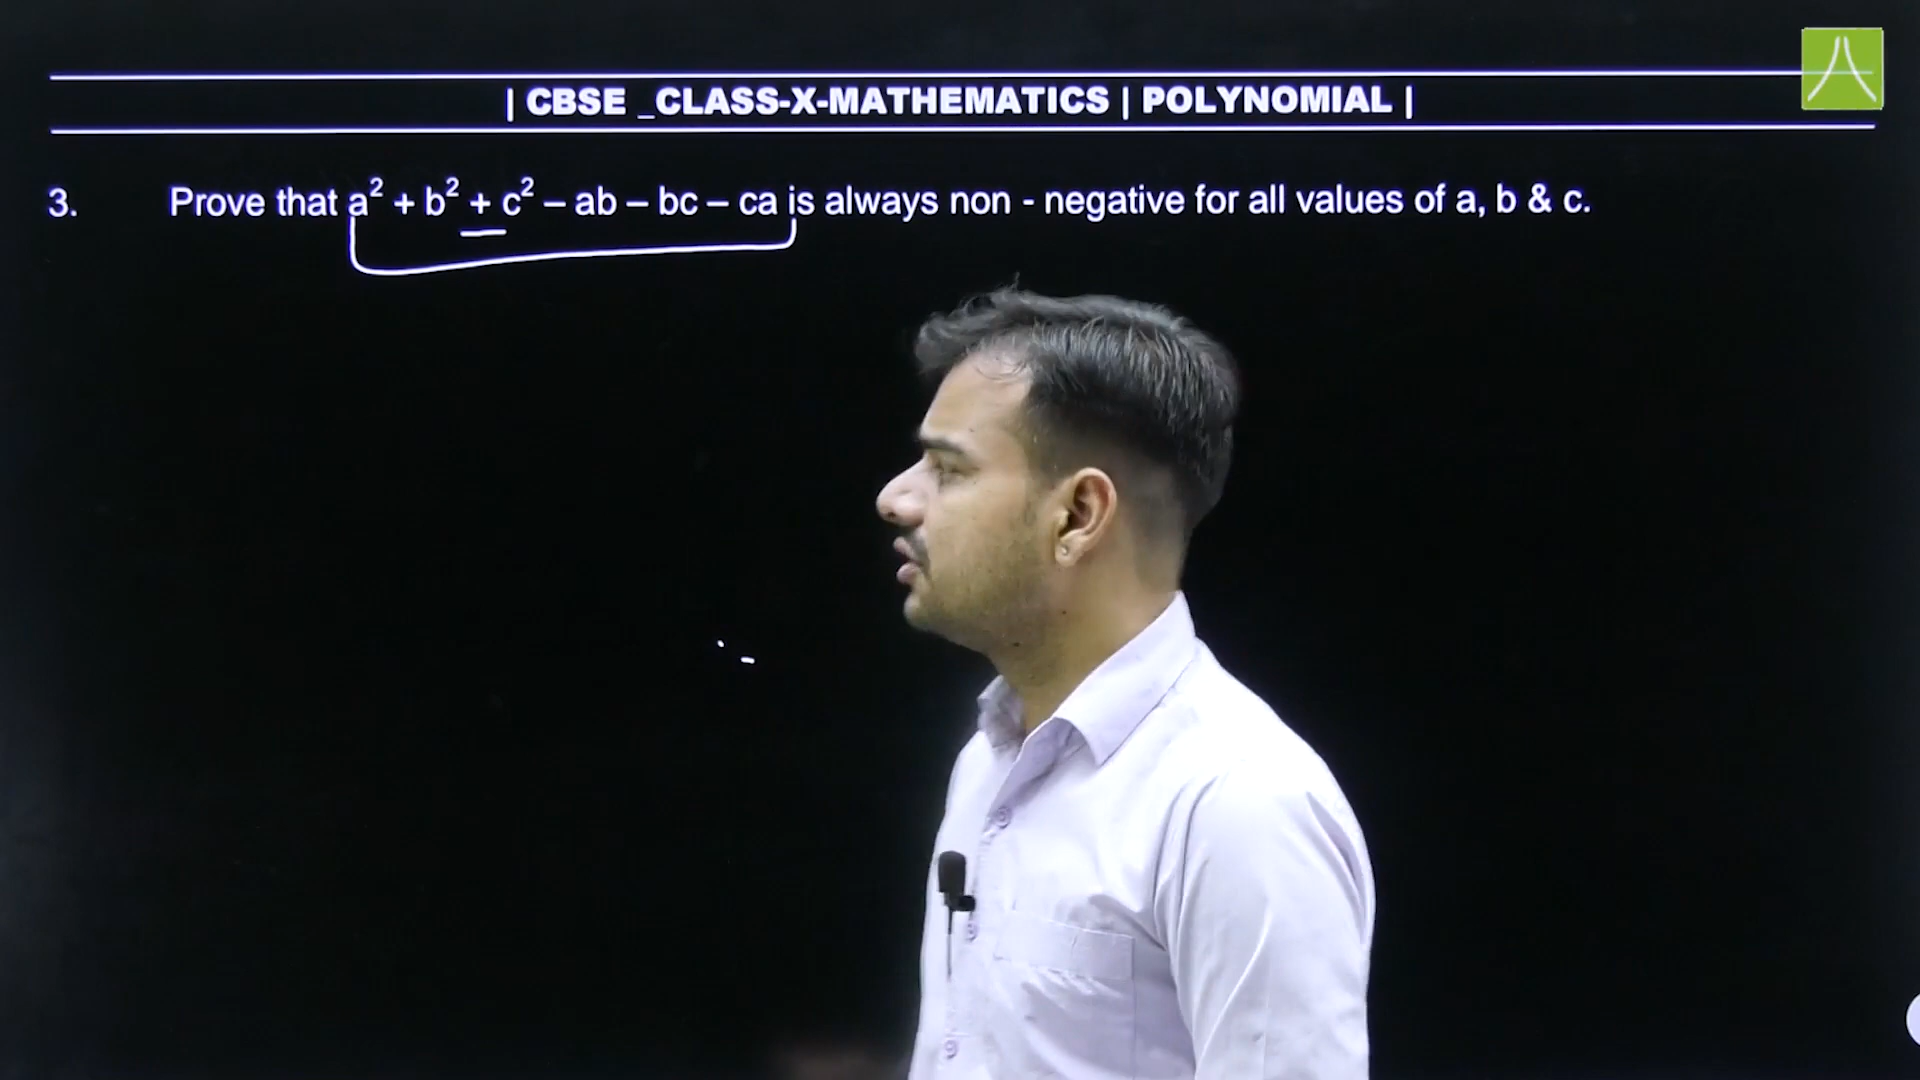 | CBSE _CLASS-X-MATHEMATICS | POLYNOMIAL |
3. Prove that a² + b² + c² – ab – bc – ca is always non - negative for all values of a, b & c.